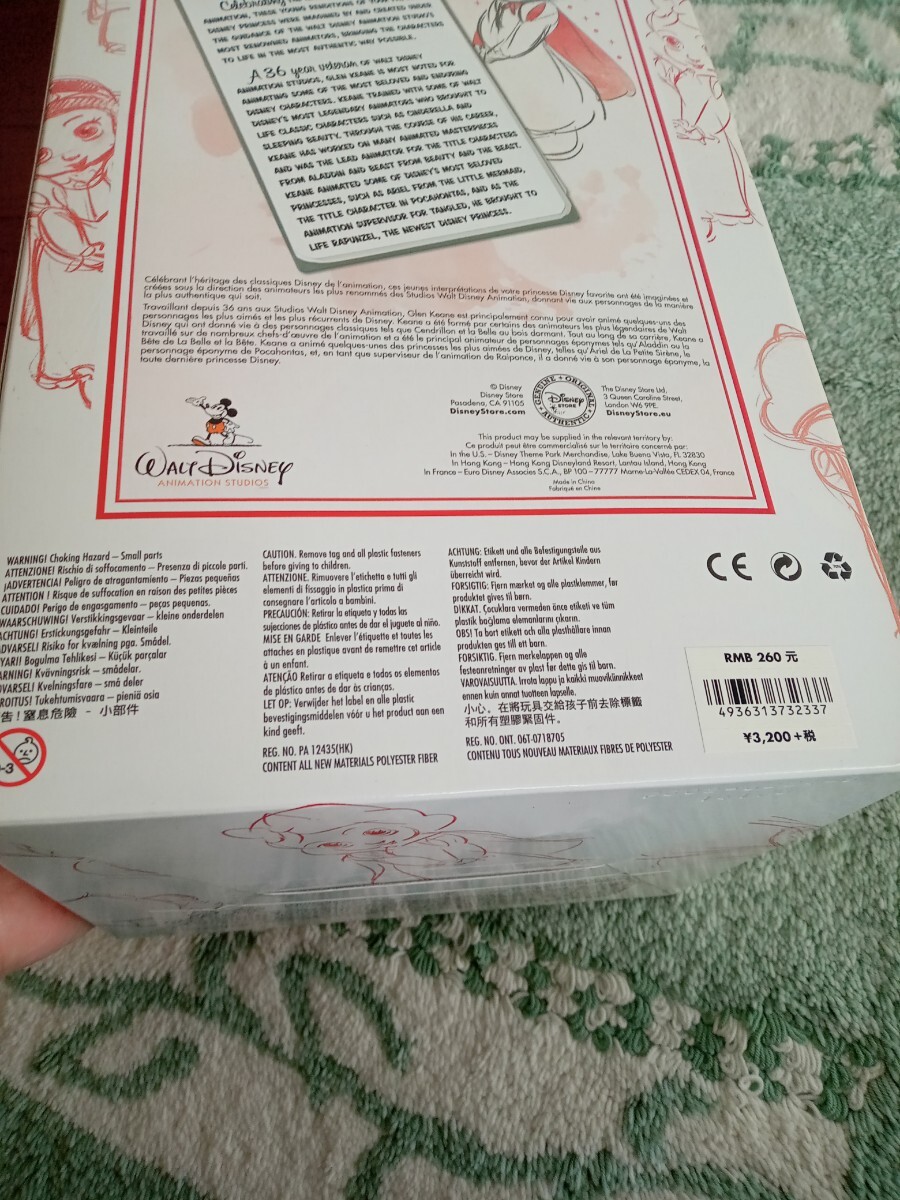 Celebrating
ANIMATION, THESE YOUNG RENDITIONS OF
DISNEY PRINCESS WERE IMAGINED BY AND CREATED UNDER
THE GUIDANCE OF THE WALT DISNEY ANIMATION STUDIO'S
MOST RENOWNED ANIMATORS, BRINGING THE CHARACTERS
TO LIFE IN THE MOST AUTHENTIC WAY POSSIBLE.
A 36 year veteran OF WALT DISNEY
ANIMATION STUDIOS, GLEN KEANE IS MOST NOTED FOR
ANIMATING SOME OF THE MOST BELOVED AND ENDURING
DISNEY CHARACTERS. KEANE TRAINED WITH SOME OF WALT
DISNEY'S MOST LEGENDARY ANIMATORS WHO BROUGHT TO
LIFE CLASSIC CHARACTERS SUCH AS CINDERELLA AND
SLEEPING BEAUTY. THROUGH THE COURSE OF HIS CAREER,
KEANE HAS WORKED ON MANY ANIMATED MASTERPIECES
AND WAS THE LEAD ANIMATOR FOR THE TITLE CHARACTERS
FROM ALADDIN AND BEAST FROM BEAUTY AND THE BEAST.
KEANE ANIMATED SOME OF DISNEY'S MOST BELOVED
PRINCESSES, SUCH AS ARIEL FROM THE LITTLE MERMAID,
THE TITLE CHARACTER IN POCAHONTAS, AND AS THE
ANIMATION SUPERVISOR FOR TANGLED, HE BROUGHT TO
LIFE RAPUNZEL, THE NEWEST DISNEY PRINCESS.
Célébrant l'héritage des classiques Disney de l'animation, ces jeunes interprétations de votre princesse Disney favorite ont été imaginées et
créées sous la direction des animateurs les plus renommés des Studios Walt Disney Animation, donnant vie aux personnages de la manière
la plus authentique qui soit.
Travaillant depuis 36 ans aux Studios Walt Disney Animation, Glen Keane est principalement connu pour avoir animé quelques-uns des
personnages les plus aimés et les plus récurrents de Disney. Keane a été formé par certains des animateurs les plus légendaires de Walt
Disney qui ont donné vie à des personnages classiques tels que Cendrillon et la Belle au bois dormant. Tout au long de sa carrière, Keane a
travaillé sur de nombreux chefs-d'œuvre de l'animation et a été le principal animateur de personnages éponymes tels qu'Aladdin ou la
Bête de La Belle et la Bête. Keane a animé quelques-unes des princesses les plus aimées de Disney, telles qu'Ariel de La Petite Sirène, le
personnage éponyme de Pocahontas, et, en tant que superviseur de l'animation de Raiponce, il a donné vie à son personnage éponyme, la
toute dernière princesse Disney.
© Disney
Disney Store
Pasadena, CA 91105
DisneyStore.com
GENUINE • ORIGINAL
Disney
STORE
AUTHENTIC
The Disney Store Ltd.
3 Queen Caroline Street,
London W6 9PE.
DisneyStore.eu
WALT DISNEY
ANIMATION STUDIOS
This product may be supplied in the relevant territory by:
Ce produit peut être commercialisé sur le territoire concerné par:
In the U.S. – Disney Theme Park Merchandise, Lake Buena Vista, FL 32830
In Hong Kong – Hong Kong Disneyland Resort, Lantau Island, Hong Kong
In France – Euro Disney Associés S.C.A., BP 100 – 77777 Marne-La-Vallée CEDEX 04, France
Made in China
Fabriqué en Chine
WARNING! Choking Hazard – Small parts
ATTENZIONE! Rischio di soffocamento – Presenza di piccole parti.
¡ADVERTENCIA! Peligro de atragantamiento – Piezas pequeñas
ATTENTION ! Risque de suffocation en raison des petites pièces
CUIDADO! Perigo de engasgamento – peças pequenas.
WAARSCHUWING! Verstikkingsgevaar – kleine onderdelen
ACHTUNG! Erstickungsgefahr – Kleinteile
ADVARSEL! Risiko for kvælning pga. Smådel.
YARI! Bogulma Tehlikesi – Küçük parçalar
ARNING! Kvävningsrisk – smådelar.
DVARSEL! Kvelningsfare – små deler
ROITUS! Tukehtumisvaara – pieniä osia
告! 窒息危險 - 小部件
-3
CAUTION. Remove tag and all plastic fasteners
before giving to children.
ATTENZIONE. Rimuovere l'etichetta e tutti gli
elementi di fissaggio in plastica prima di
consegnare l'articolo a bambini.
PRECAUCIÓN: Retirar la etiqueta y todas las
sujecciones de plástico antes de dar el juguete al niño.
MISE EN GARDE Enlever l'étiquette et toutes les
attaches en plastique avant de remettre cet article
à un enfant.
ATENÇÃO Retirar a etiqueta e todos os elementos
de plástico antes de dar às crianças.
LET OP: Verwijder het label en alle plastic
bevestigingsmiddelen vóór u het product aan een
kind geeft.
REG. NO. PA 12435(HK)
CONTENT ALL NEW MATERIALS POLYESTER FIBER
ACHTUNG: Etikett und alle Befestigungsteile aus
Kunststoff entfernen, bevor der Artikel Kindern
überreicht wird.
FORSIGTIG: Fjern mærket og alle plastklemmer, før
produktet gives til børn.
DİKKAT. Çocuklara vermeden önce etiketi ve tüm
plastik bağlama elemanlarını çıkarın.
OBS! Ta bort etikett och alla plasthållare innan
produkten ges till ett barn.
FORSIKTIG. Fjern merkelappen og alle
festeanretninger av plast før dette gis til barn.
VAROVAISUUTTA. Irrota lappu ja kaikki muovikiinnikkeet
ennen kuin annat tuotteen lapselle.
小心。在將玩具交給孩子前去除標籤
和所有塑膠緊固件。
REG. NO. ONT. 06T-0718705
CONTENU TOUS NOUVEAU MATERIAUX FIBRES DE POLYESTER
CE
RMB 260 元
4936313732337
¥3,200+税